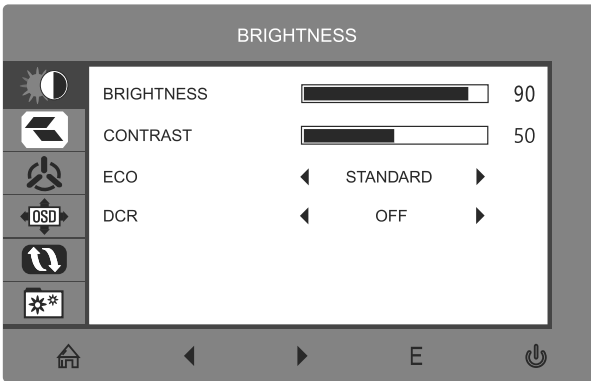 BRIGHTNESS
BRIGHTNESS 90
CONTRAST 50
ECO STANDARD
OSD DCR OFF
E